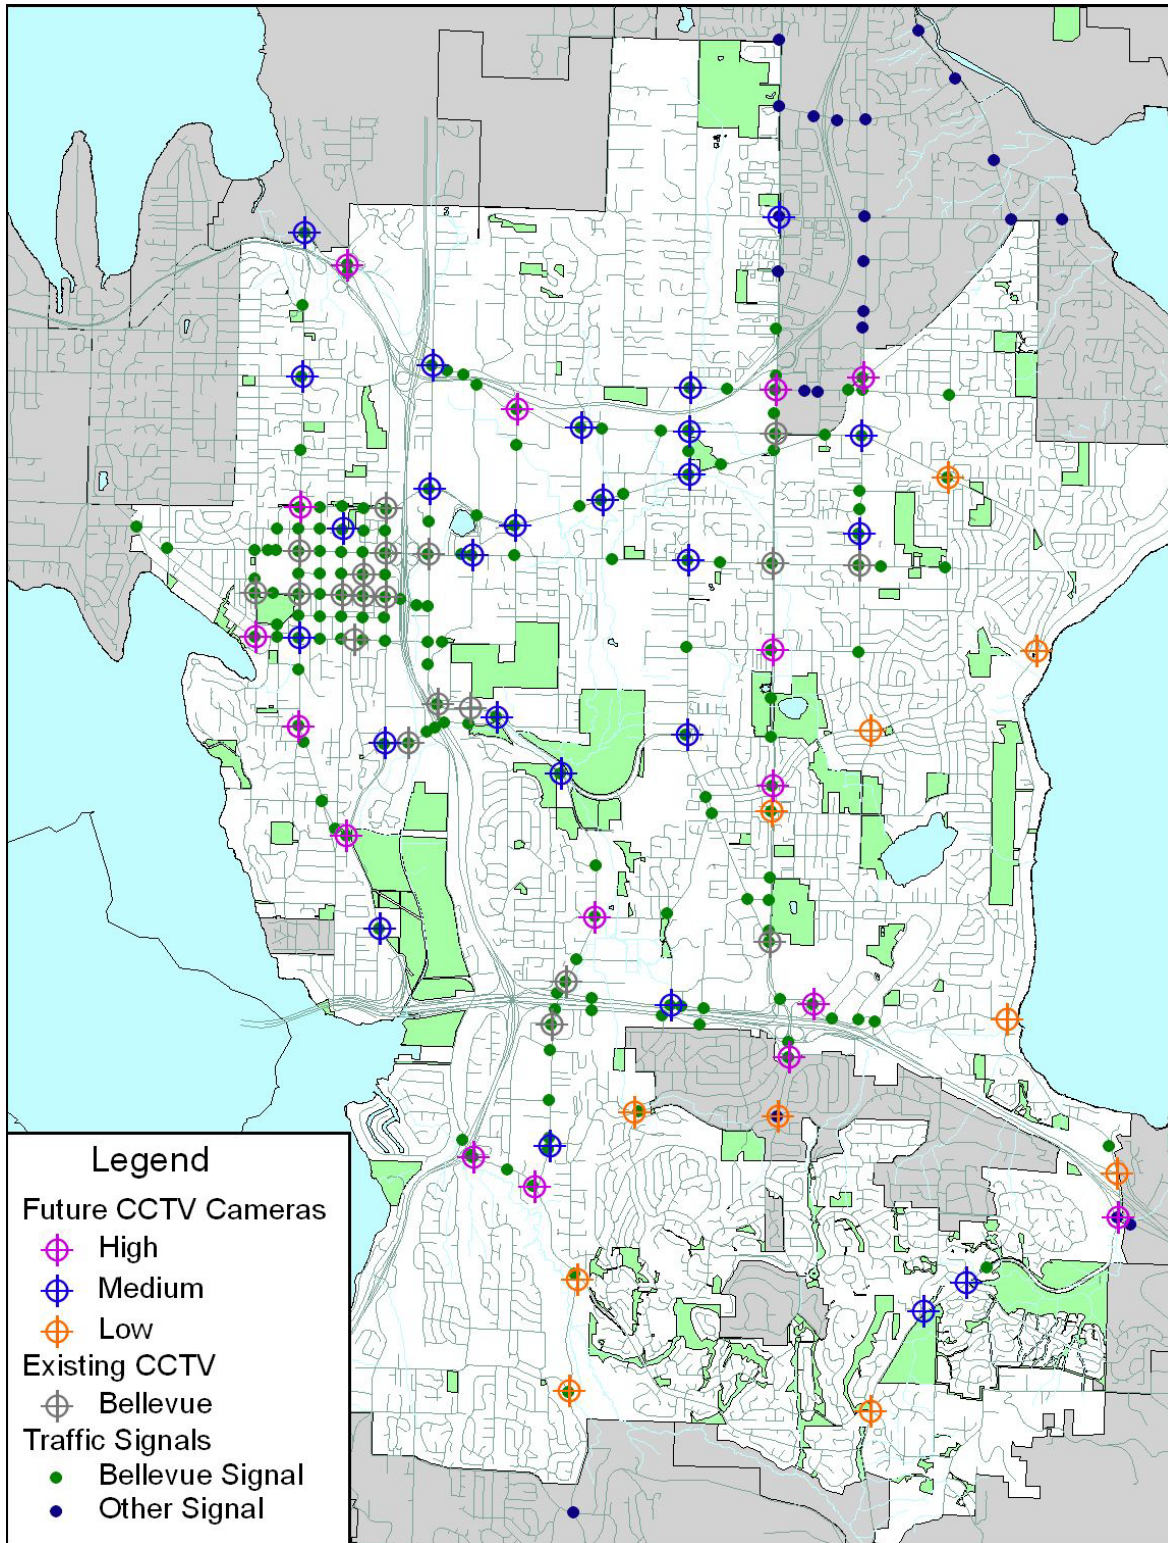 Legend
Future CCTV Cameras
High
Medium
Low
Existing CCTV
Bellevue
Traffic Signals
Bellevue Signal
Other Signal